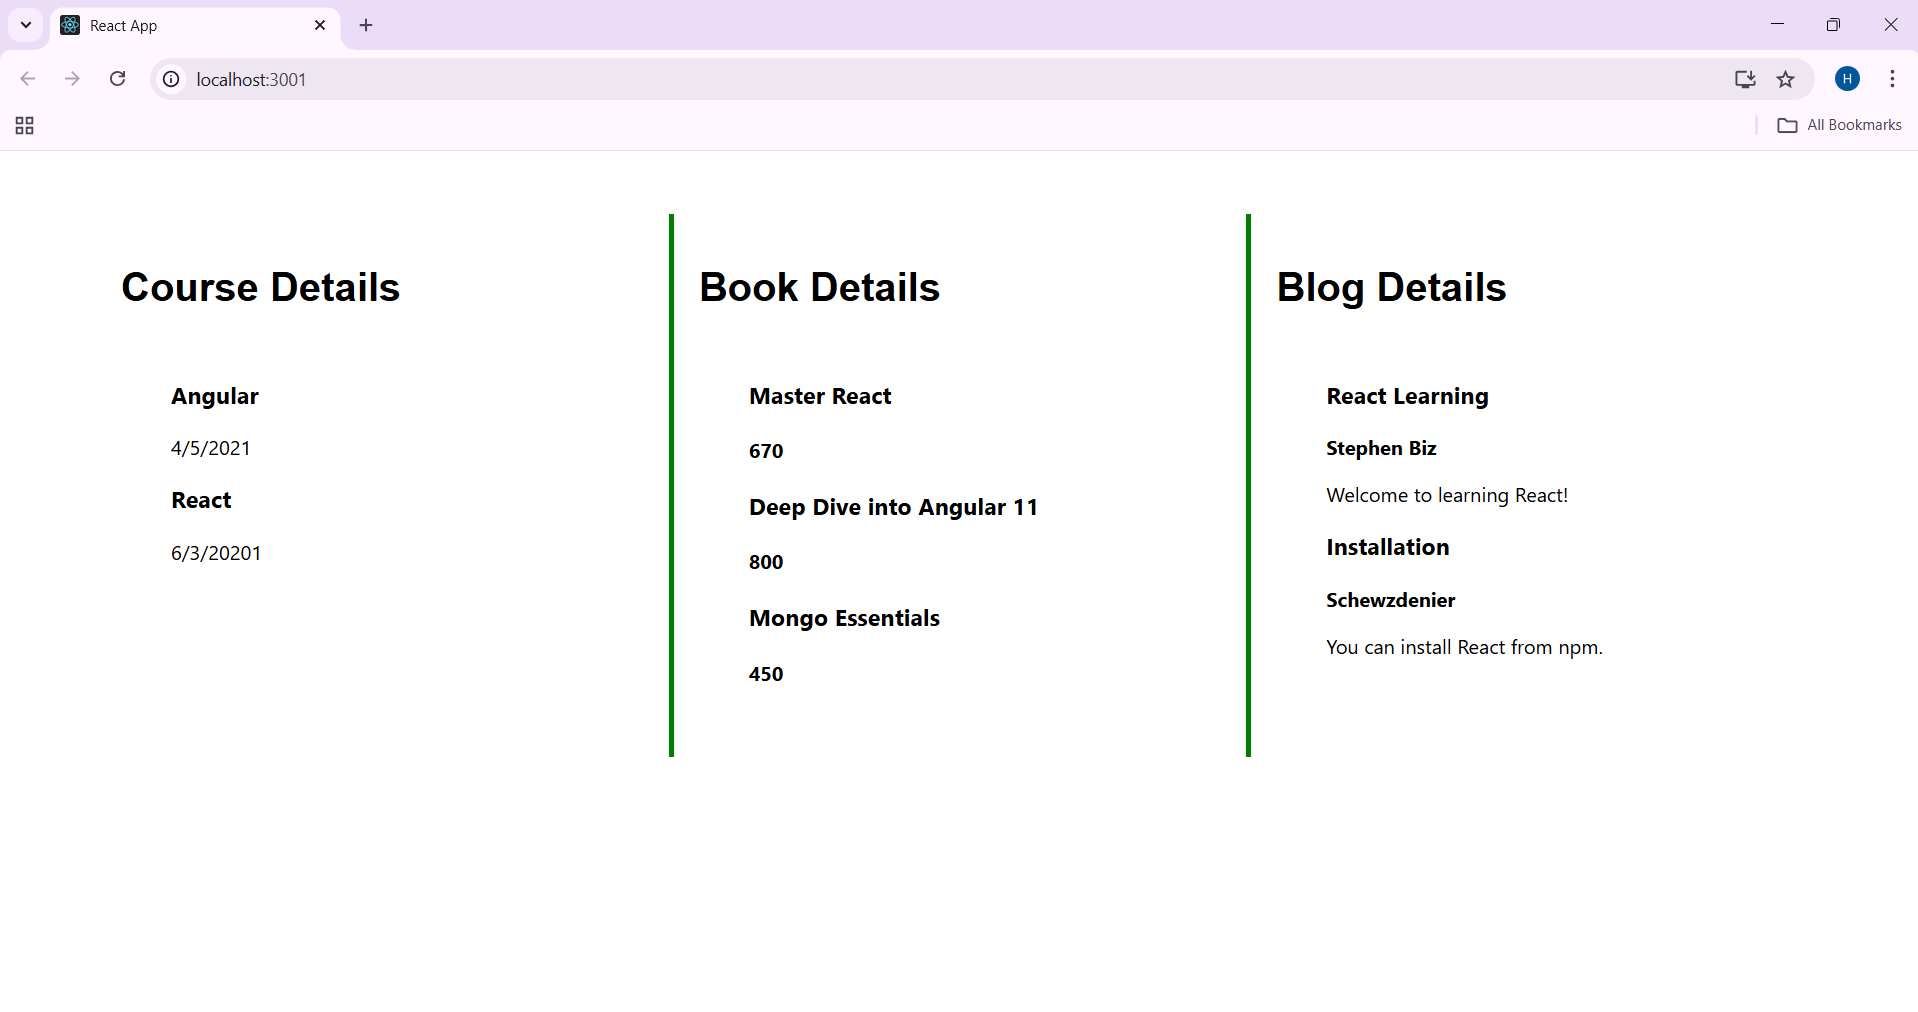 React App
localhost:3001
H
All Bookmarks
Course Details
Angular
4/5/2021
React
6/3/20201
Book Details
Master React
670
Deep Dive into Angular 11
800
Mongo Essentials
450
Blog Details
React Learning
Stephen Biz
Welcome to learning React!
Installation
Schewzdenier
You can install React from npm.